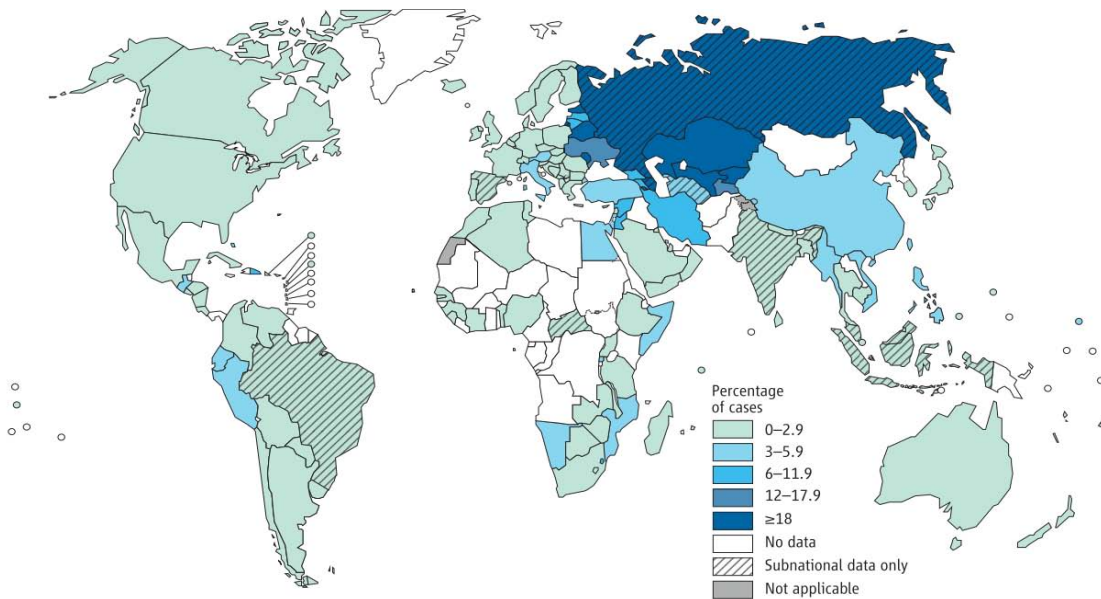 Percentage
of cases
0–2.9
3–5.9
6–11.9
12–17.9
≥18
No data
Subnational data only
Not applicable